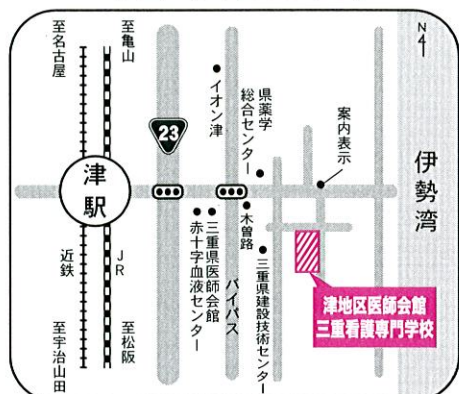 至名古屋
至亀山
N
23
イオン津
県薬学
総合センター
案内表示
伊勢湾
津駅
木曽路
三重県建設技術センター
三重県医師会館
赤十字血液センター
バイパス
近鉄
JR
津地区医師会館
三重看護専門学校
至宇治山田
至松阪